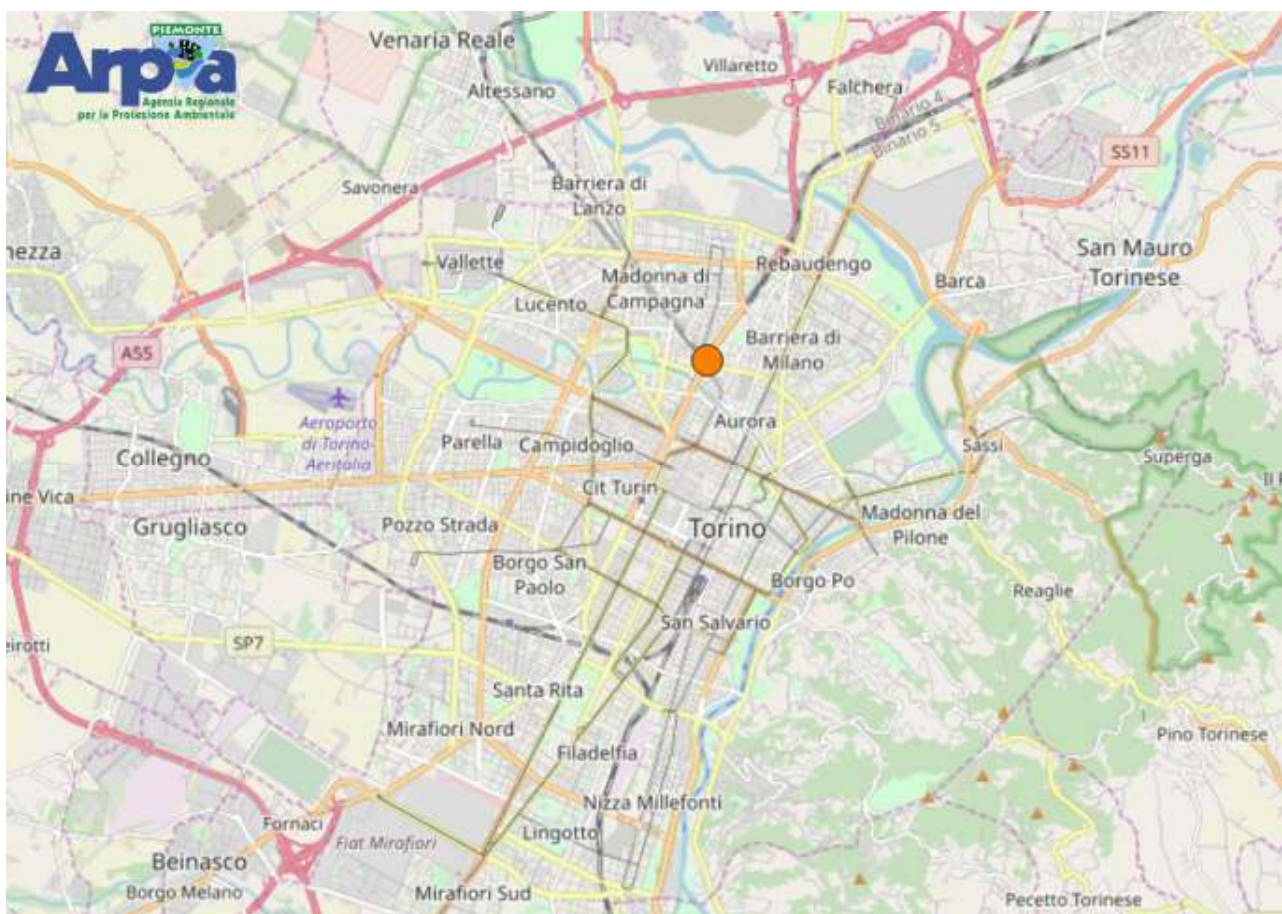 PIEMONTE
Arpa
Agenzia Regionale
per la Protezione Ambientale
Venaria Reale
Altessano
Villaretto
Falchera
Binario 4
Binario 5
SS11
Savonera
Barriera di
Lanzo
San Mauro
Torinese
nezza
Vallette
Madonna di
Campagna
Rebaudengo
Barca
Lucento
A55
Barriera di
Milano
Aeroporto
di Torino-
Aeritalia
Parella
Campidoglio
Aurora
Sassi
Superga
Collegno
Cit Turin
ine Vica
Grugliasco
Pozzo Strada
Torino
Madonna del
Pilone
Borgo San
Paolo
Borgo Po
Reaglie
San Salvario
SP7
eirotti
Santa Rita
Mirafiori Nord
Filadelfia
Pino Torinese
Nizza Millefonti
Fornaci
Lingotto
Fiat Mirafiori
Beinasco
Borgo Melano
Mirafiori Sud
Pecetto Torinese